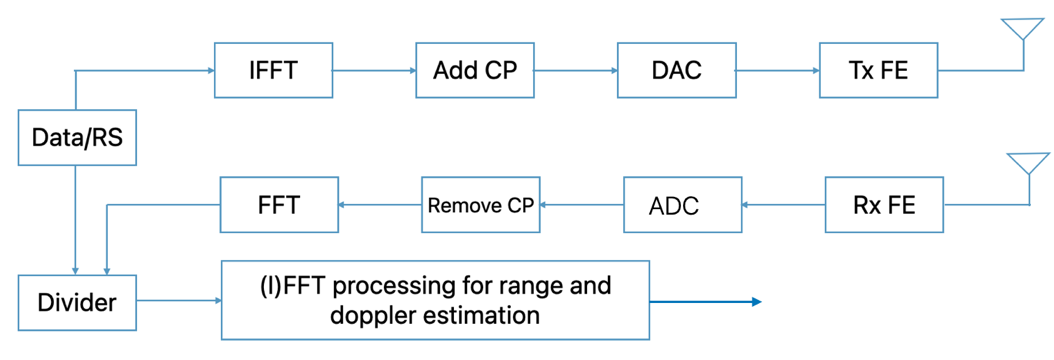 IFFT
Add CP
DAC
Tx FE
Data/RS
FFT
Remove CP
ADC
Rx FE
Divider
(I)FFT processing for range and
doppler estimation